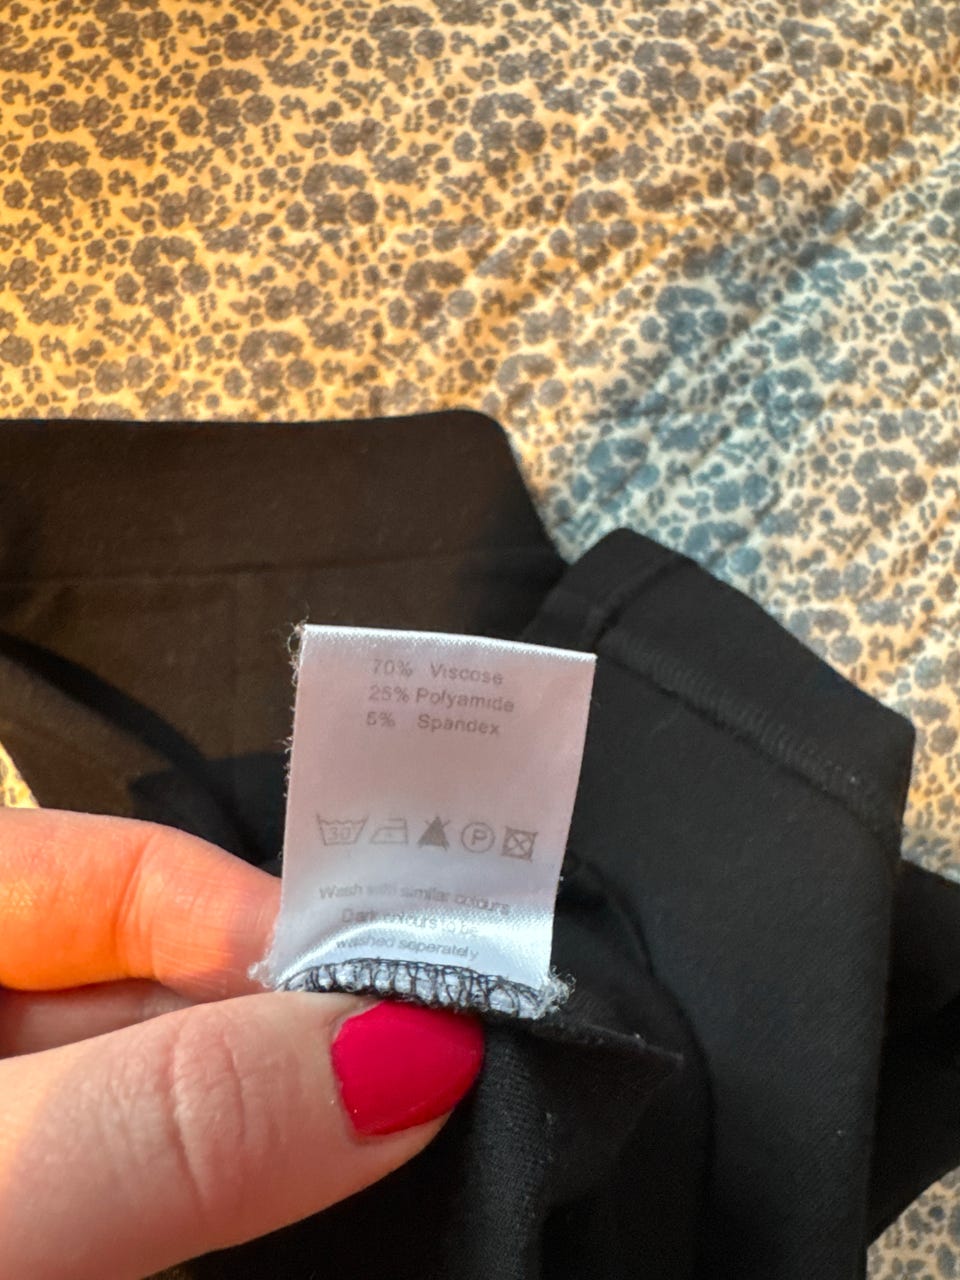 70% Viscose
25% Polyamide
5% Spandex
30 P
Wash with similar colours
Dark colours to be
washed seperately